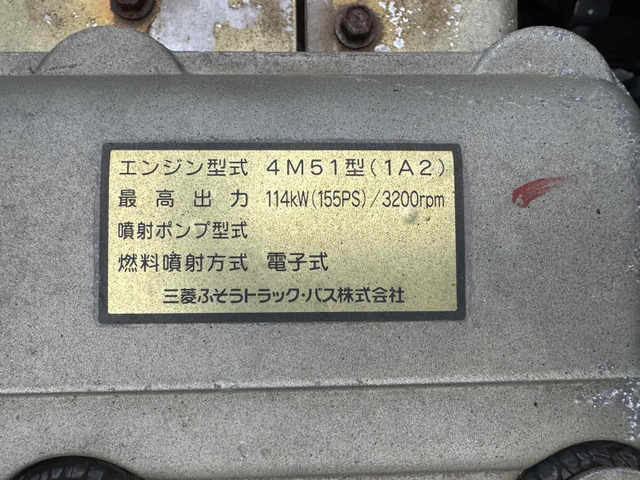 エンジン型式 4M51型(1A2)
最高出力 114kW(155PS)/3200rpm
噴射ポンプ型式
燃料噴射方式 電子式
三菱ふそうトラック・バス株式会社